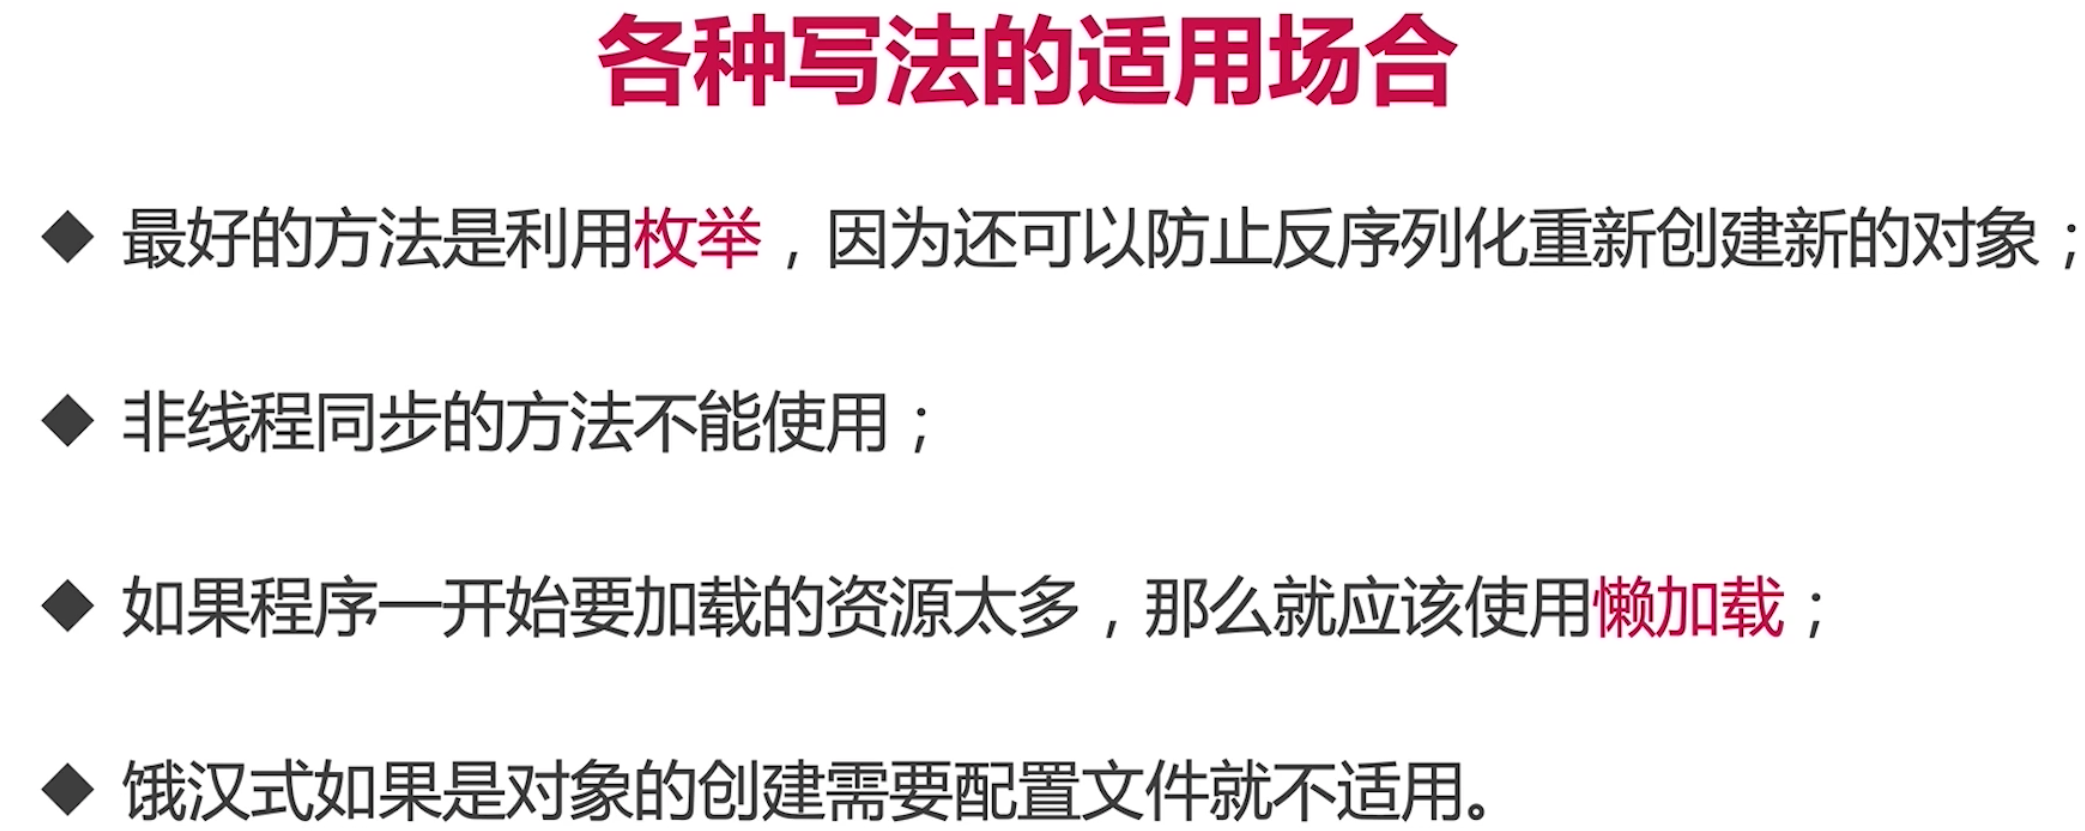 各种写法的适用场合
◆ 最好的方法是利用枚举，因为还可以防止反序列化重新创建新的对象；
◆ 非线程同步的方法不能使用；
◆ 如果程序一开始要加载的资源太多，那么就应该使用懒加载；
◆ 饿汉式如果是对象的创建需要配置文件就不适用。